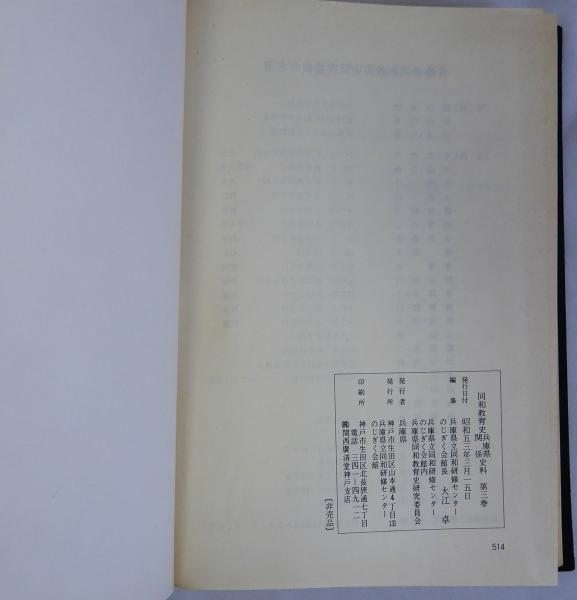 兵庫県
同和教育史関係史料 第三巻
発行日付 昭和五三年三月一五日
編集 兵庫県立同和研修センター
のじぎく会館長 大江 卓
兵庫県立同和研修センター
のじぎく会館内
兵庫県同和教育史研究委員会
発行者 兵庫県
発行所 神戸市生田区山本通4丁目
兵庫県立同和研修センター
のじぎく会館
印刷所 神戸市生田区北長狭通七丁目
電話 三四一―四九一二
㈱関西廣済堂神戸支店
［非売品］
514